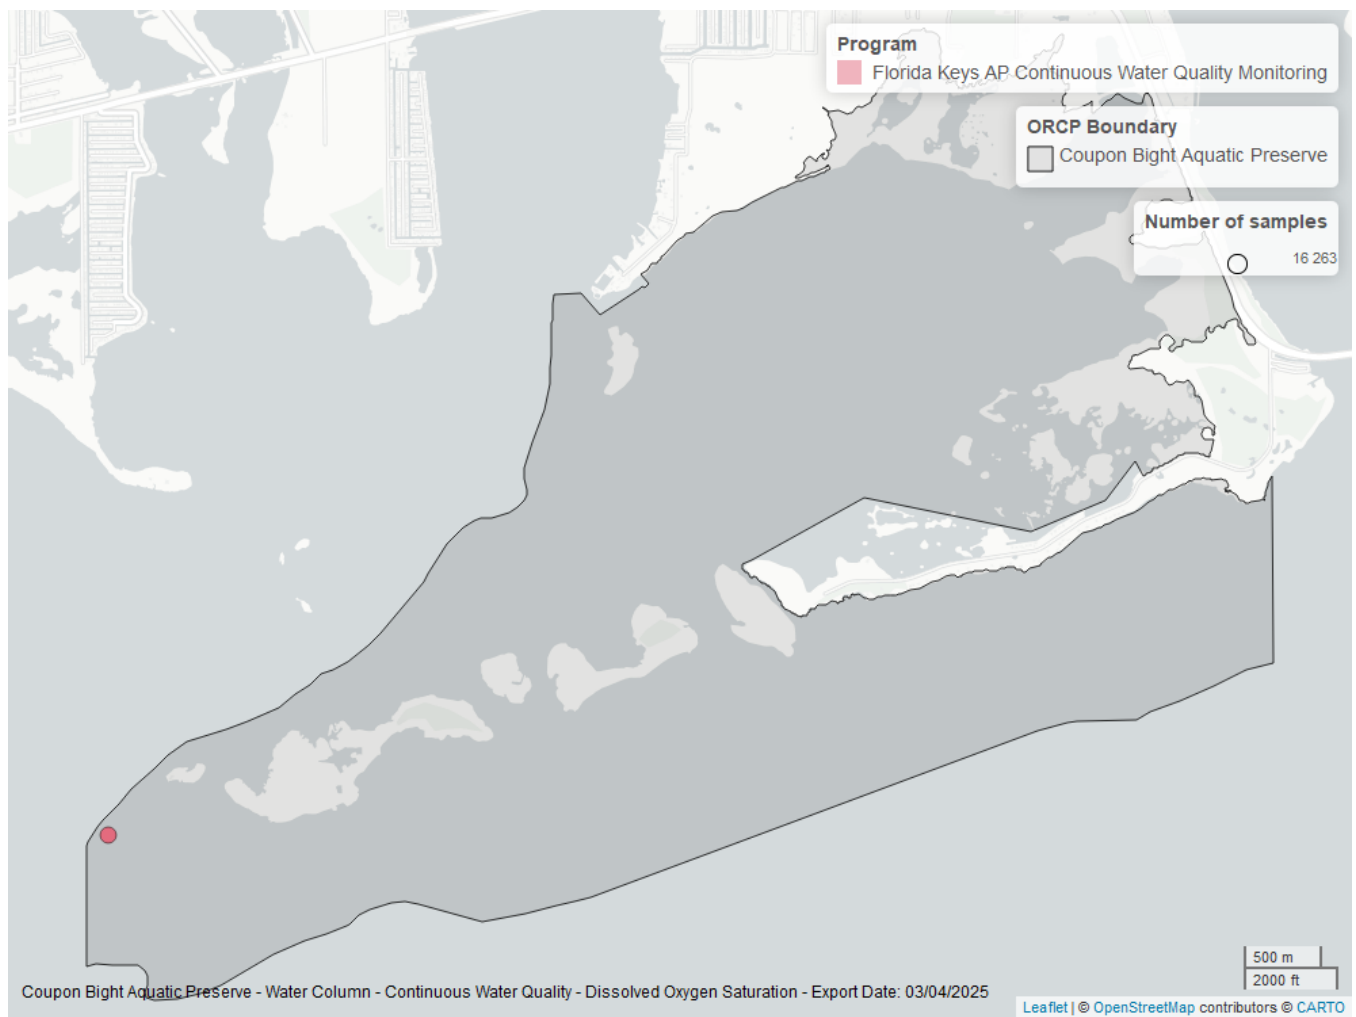 Program
Florida Keys AP Continuous Water Quality Monitoring
ORCP Boundary
Coupon Bight Aquatic Preserve
Number of samples
16 263
500 m
2000 ft
Coupon Bight Aquatic Preserve - Water Column - Continuous Water Quality - Dissolved Oxygen Saturation - Export Date: 03/04/2025
Leaflet | © OpenStreetMap contributors © CARTO